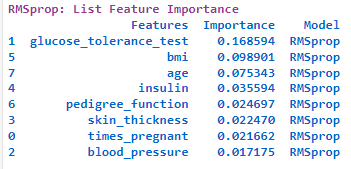 RMSprop: List Feature Importance
Features Importance Model
1 glucose_tolerance_test 0.168594 RMSprop
5 bmi 0.098901 RMSprop
7 age 0.075343 RMSprop
4 insulin 0.035594 RMSprop
6 pedigree_function 0.024697 RMSprop
3 skin_thickness 0.022470 RMSprop
0 times_pregnant 0.021662 RMSprop
2 blood_pressure 0.017175 RMSprop